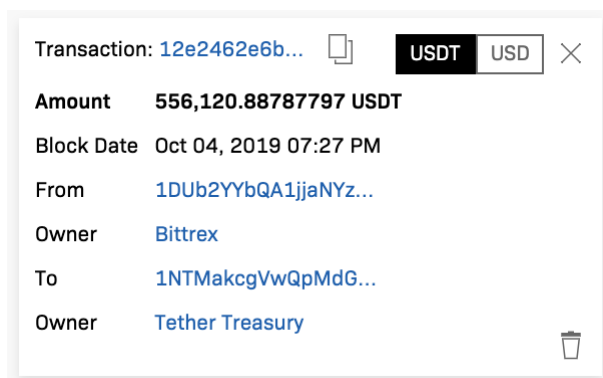 Transaction: 12e2462e6b... USDT USD
Amount 556,120.88787797 USDT
Block Date Oct 04, 2019 07:27 PM
From 1DUb2YYbQA1jjaNYz...
Owner Bittrex
To 1NTMakcgVwQpMdG...
Owner Tether Treasury